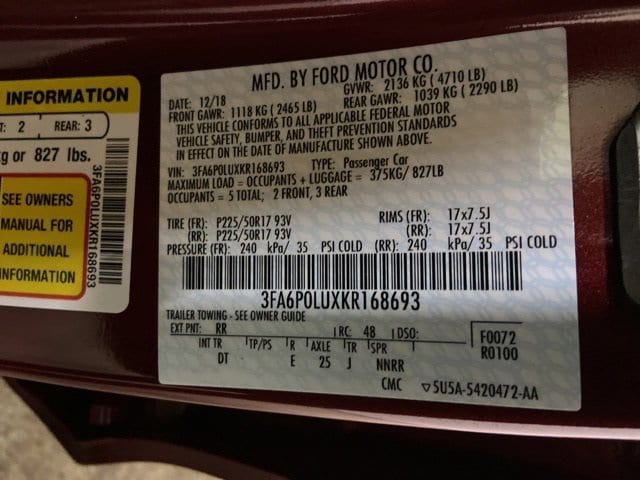 INFORMATION
T: 2 REAR: 3
kg or 827 lbs.
SEE OWNERS
MANUAL FOR
ADDITIONAL
INFORMATION
3FA6P0LUXKR168693
MFD. BY FORD MOTOR CO.
DATE: 12/18 GVWR: 2136 KG ( 4710 LB)
FRONT GAWR: 1118 KG ( 2465 LB) REAR GAWR: 1039 KG ( 2290 LB)
THIS VEHICLE CONFORMS TO ALL APPLICABLE FEDERAL MOTOR
VEHICLE SAFETY, BUMPER, AND THEFT PREVENTION STANDARDS
IN EFFECT ON THE DATE OF MANUFACTURE SHOWN ABOVE.
VIN: 3FA6P0LUXKR168693 TYPE: Passenger Car
MAXIMUM LOAD = OCCUPANTS + LUGGAGE = 375KG/ 827LB
OCCUPANTS = 5 TOTAL; 2 FRONT, 3 REAR
TIRE (FR): P225/50R17 93V RIMS (FR): 17x7.5J
(RR): P225/50R17 93V (RR): 17x7.5J
PRESSURE (FR): 240 kPa/ 35 PSI COLD (RR): 240 kPa/ 35 PSI COLD
3FA6P0LUXKR168693
TRAILER TOWING - SEE OWNER GUIDE
EXT PNT: RR RC: 48 DSO: F0072
INT TR TP/PS R AXLE TR SPR R0100
DT E 25 J NNRR
CMC ▽5U5A-5420472-AA